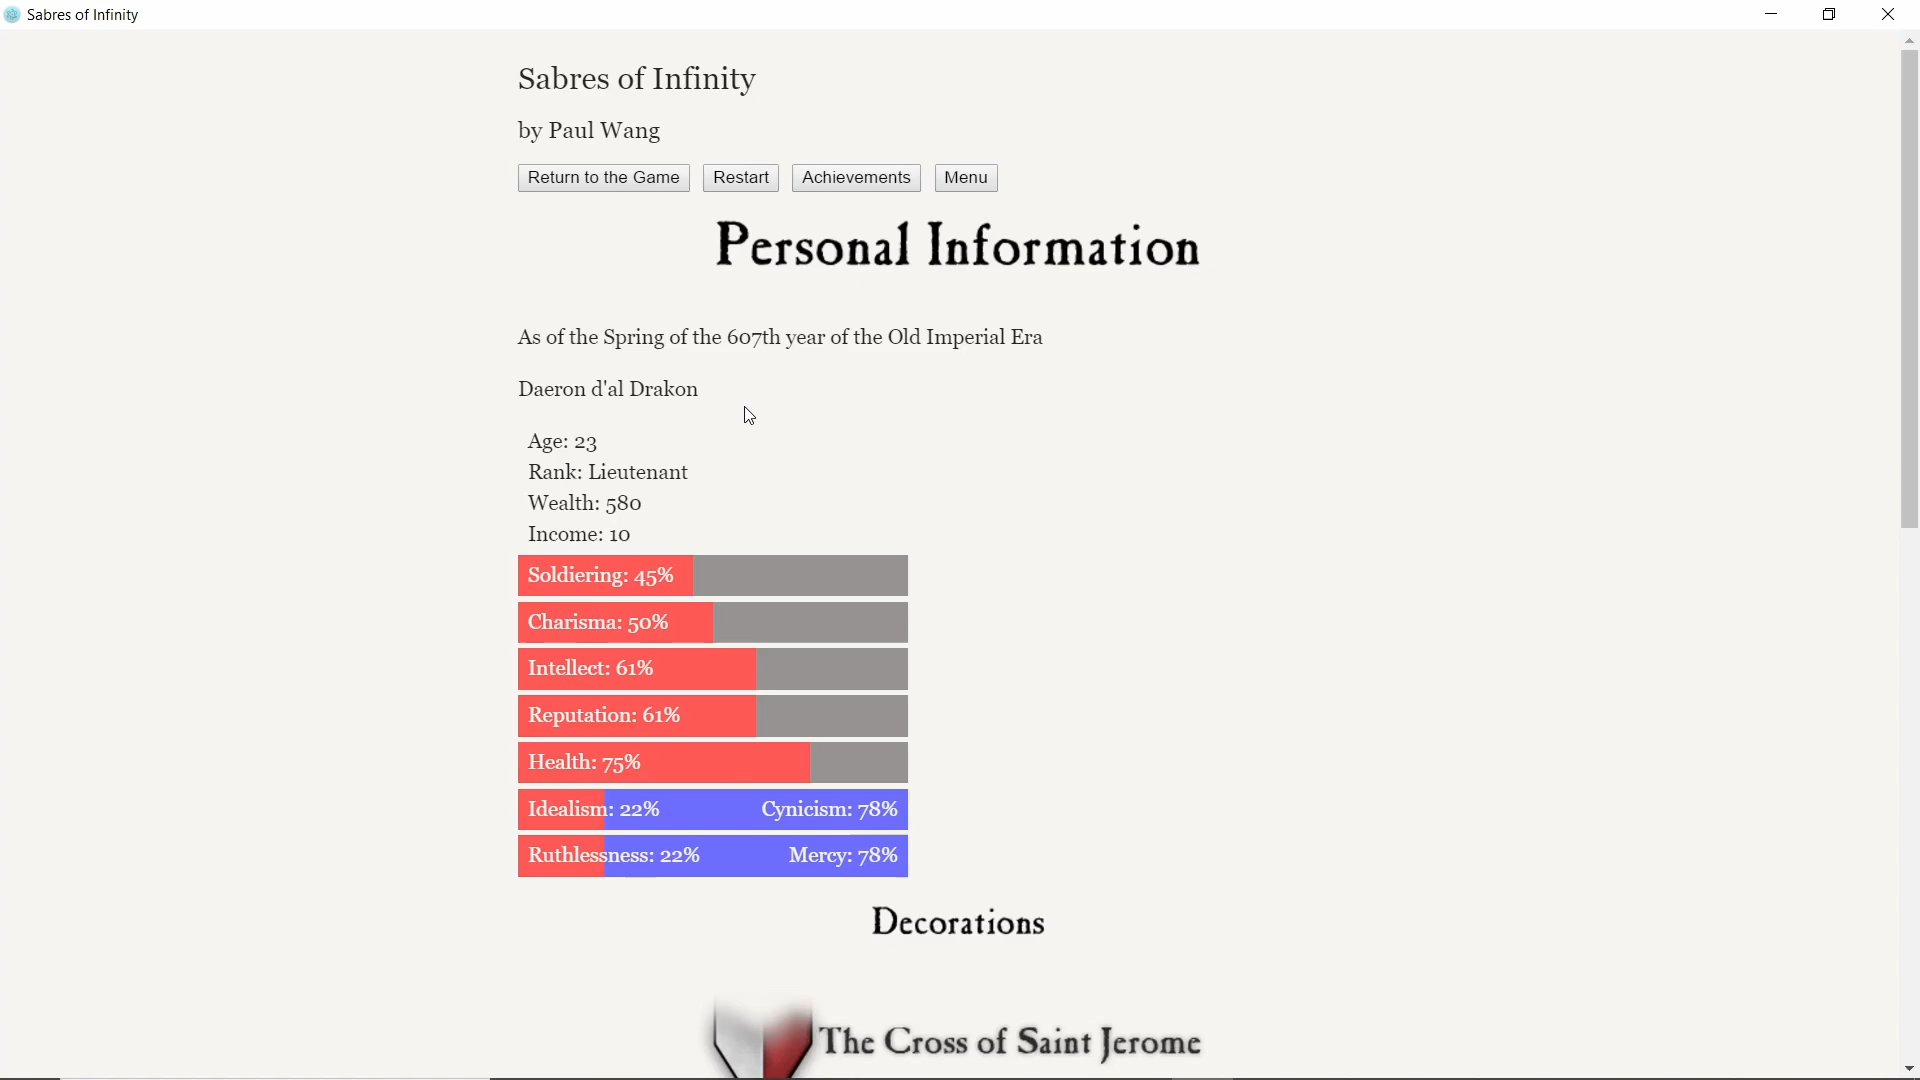 Sabres of Infinity
Sabres of Infinity
by Paul Wang
Return to the Game Restart Achievements Menu
Personal Information
As of the Spring of the 607th year of the Old Imperial Era
Daeron d'al Drakon
Age: 23
Rank: Lieutenant
Wealth: 580
Income: 10
Soldiering: 45%
Charisma: 50%
Intellect: 61%
Reputation: 61%
Health: 75%
Idealism: 22% Cynicism: 78%
Ruthlessness: 22% Mercy: 78%
Decorations
The Cross of Saint Jerome